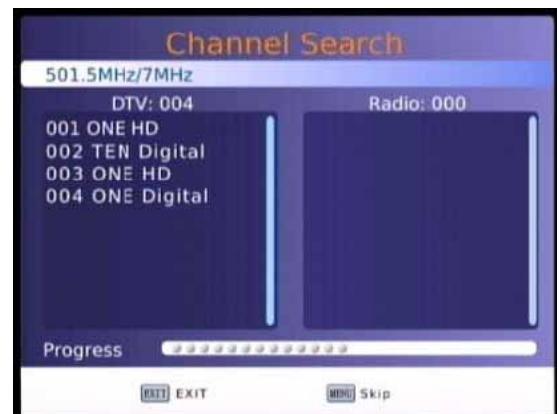 Channel Search
501.5MHz/7MHz
DTV: 004
Radio: 000
001 ONE HD
002 TEN Digital
003 ONE HD
004 ONE Digital
Progress
EXIT EXIT
MENU Skip